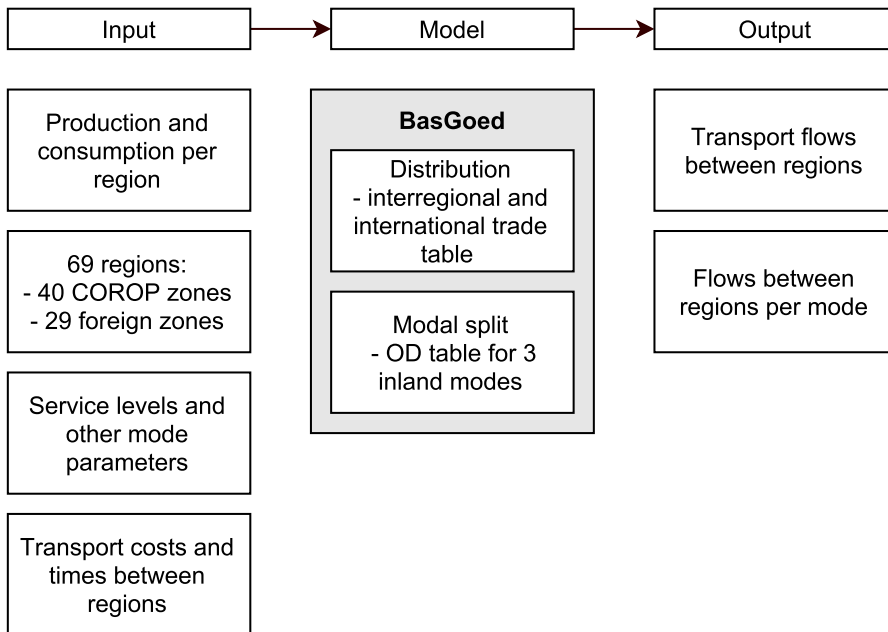 Input
Model
Output
Production and
consumption per
region
69 regions:
- 40 COROP zones
- 29 foreign zones
Service levels and
other mode
parameters
Transport costs and
times between
regions
BasGoed
Distribution
- interregional and
international trade
table
Modal split
- OD table for 3
inland modes
Transport flows
between regions
Flows between
regions per mode